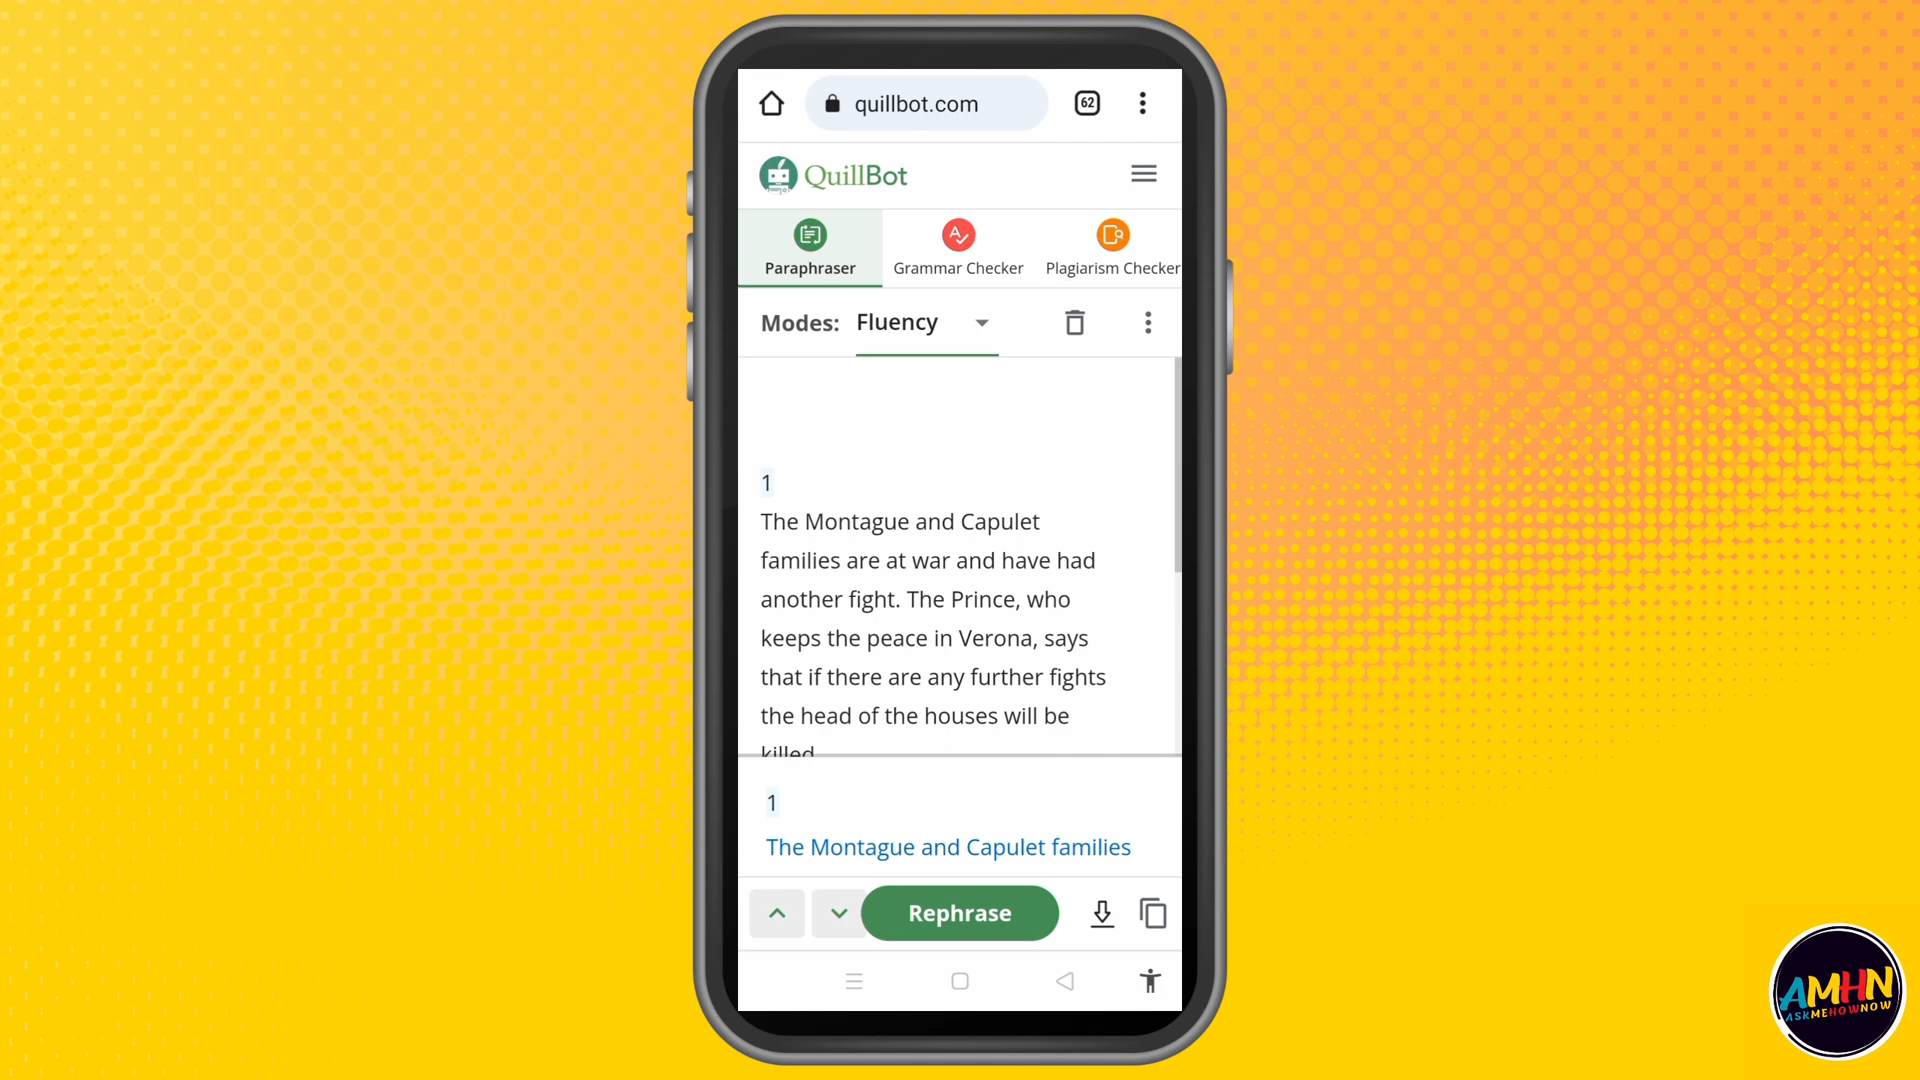 quillbot.com
62
QuillBot
Paraphraser
Grammar Checker
Plagiarism Checker
Modes: Fluency
1
The Montague and Capulet
families are at war and have had
another fight. The Prince, who
keeps the peace in Verona, says
that if there are any further fights
the head of the houses will be
killed
1
The Montague and Capulet families
Rephrase
AMHN
ASKMEHOWNOW